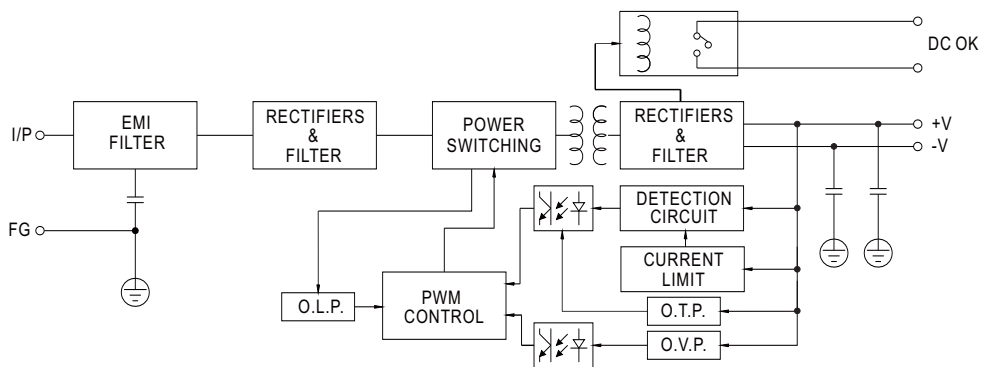 DC OK
I/P
EMI
FILTER
RECTIFIERS
&
FILTER
POWER
SWITCHING
RECTIFIERS
&
FILTER
+V
-V
FG
DETECTION
CIRCUIT
CURRENT
LIMIT
O.L.P.
PWM
CONTROL
O.T.P.
O.V.P.